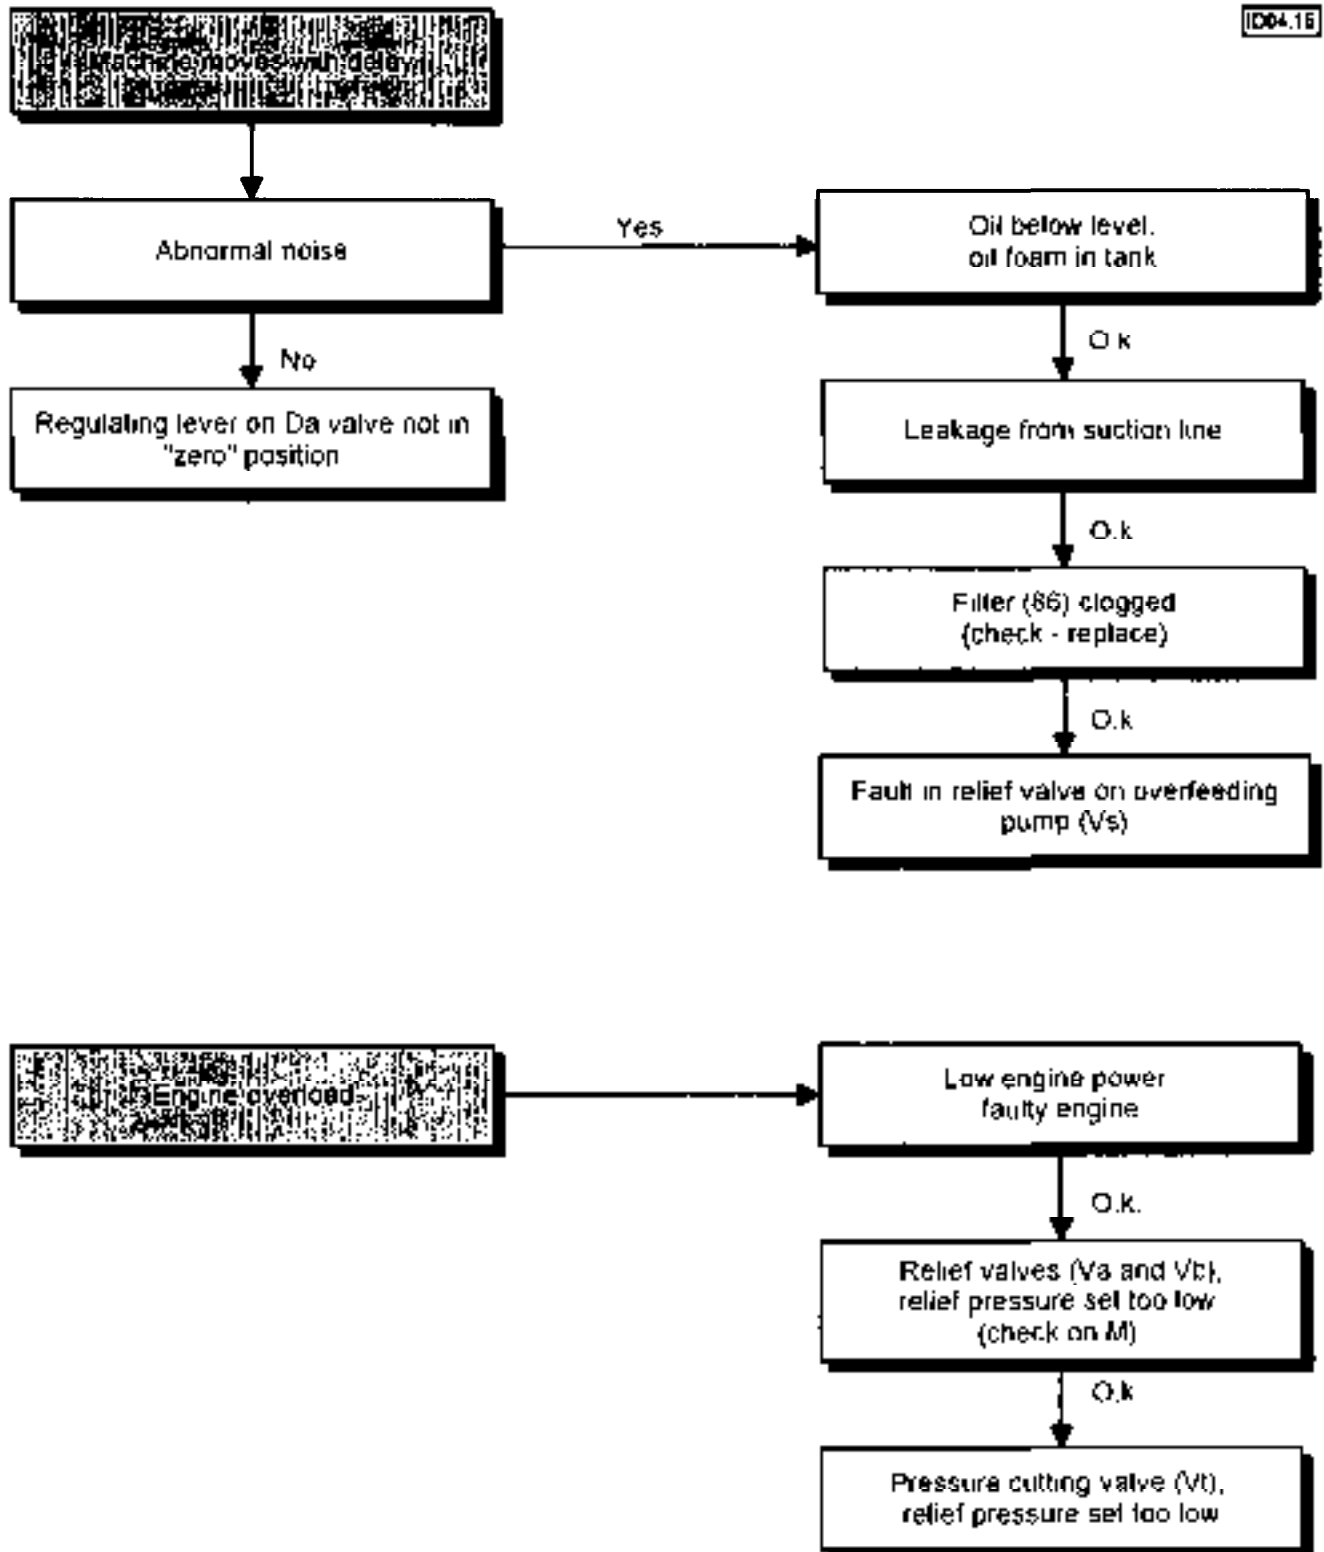 ID04.15
Machine moves with delay
Abnormal noise
Yes
Oil below level.
oil foam in tank
No
O.k
Regulating lever on Da valve not in
"zero" position
Leakage from suction line
O.k
Filter (86) clogged
(check - replace)
O.k
Fault in relief valve on overfeeding
pump (Vs)
Engine overload
Low engine power
faulty engine
O.k.
Relief valves (Va and Vb),
relief pressure set too low
(check on M)
O.k
Pressure cutting valve (Vt),
relief pressure set too low